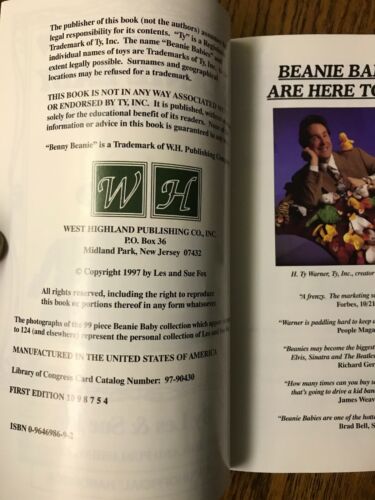 The publisher of this book (not the authors) assumes
legal responsibility for its contents. "Ty" is a Registered
Trademark of Ty, Inc. The name "Beanie Babies" and
individual names of toys are Trademarks of Ty, Inc. to
extent legally possible. Surnames and geographical
locations may be refused for a trademark.
THIS BOOK IS NOT IN ANY WAY ASSOCIATED
OR ENDORSED BY TY, INC. It is published, without
solely for the educational benefit of its readers.
information or advice in this book is guaranteed
"Benny Beanie" is a Trademark of W.H. Publishing
W H
WEST HIGHLAND PUBLISHING CO., INC.
P.O. Box 36
Midland Park, New Jersey 07432
© Copyright 1997 by Les and Sue Fox
All rights reserved, including the right to reproduce
this book or portions thereof in any form whatsoever.
The photographs of the 99 piece Beanie Baby collection which
to 124 (and elsewhere) represent the personal collection of Les
MANUFACTURED IN THE UNITED STATES OF AMERICA
Library of Congress Card Catalog Number: 97-90430
FIRST EDITION 10 9 8 7 5 4
ISBN 0-9646986-9-2
BEANIE BA
ARE HERE TO
H. Ty Warner, Ty, Inc., creator
"A frenzy. The marketing
Forbes, 10/21
"Warner is paddling hard to keep
People Maga
"Beanies may become the biggest
Elvis, Sinatra and The Beatles
Richard Ger
"How many times can you buy
that's going to drive a kid
James Weav
"Beanie Babies are one of the
Brad Bell, S